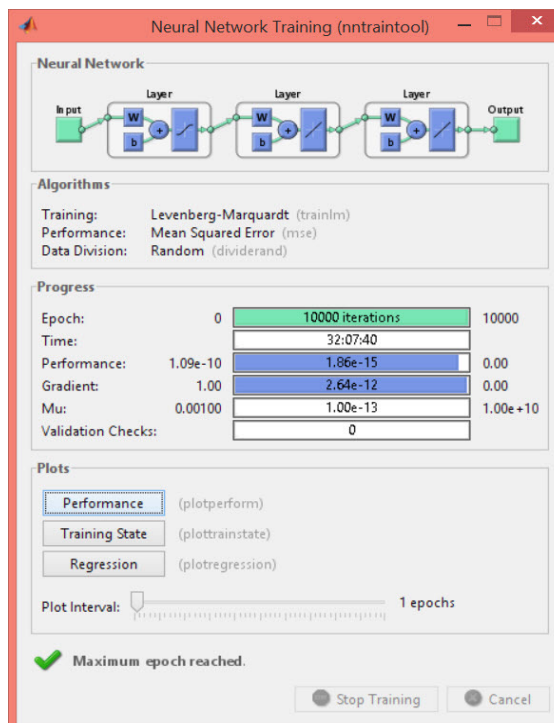 Neural Network Training (nntraintool)
Neural Network
Layer Layer Layer
Input Output
W W W
b + b + b +
Algorithms
Training: Levenberg-Marquardt (trainlm)
Performance: Mean Squared Error (mse)
Data Division: Random (dividerand)
Progress
Epoch: 0 10000 iterations 10000
Time: 32:07:40
Performance: 1.09e-10 1.86e-15 0.00
Gradient: 1.00 2.64e-12 0.00
Mu: 0.00100 1.00e-13 1.00e+10
Validation Checks: 0
Plots
Performance (plotperform)
Training State (plottrainstate)
Regression (plotregression)
Plot Interval: 1 epochs
Maximum epoch reached.
Stop Training Cancel